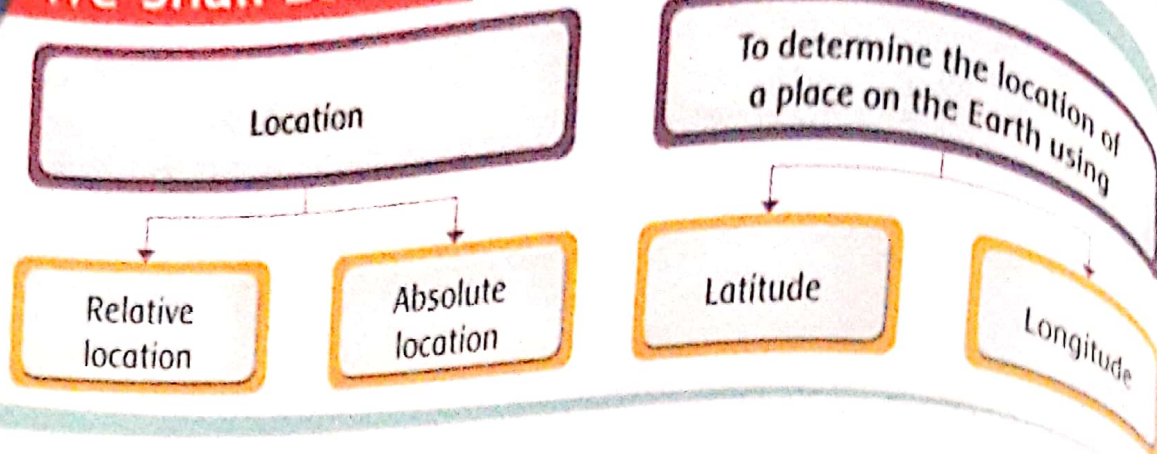 Location
Relative
location
Absolute
location
To determine the location of
a place on the Earth using
Latitude
Longitude